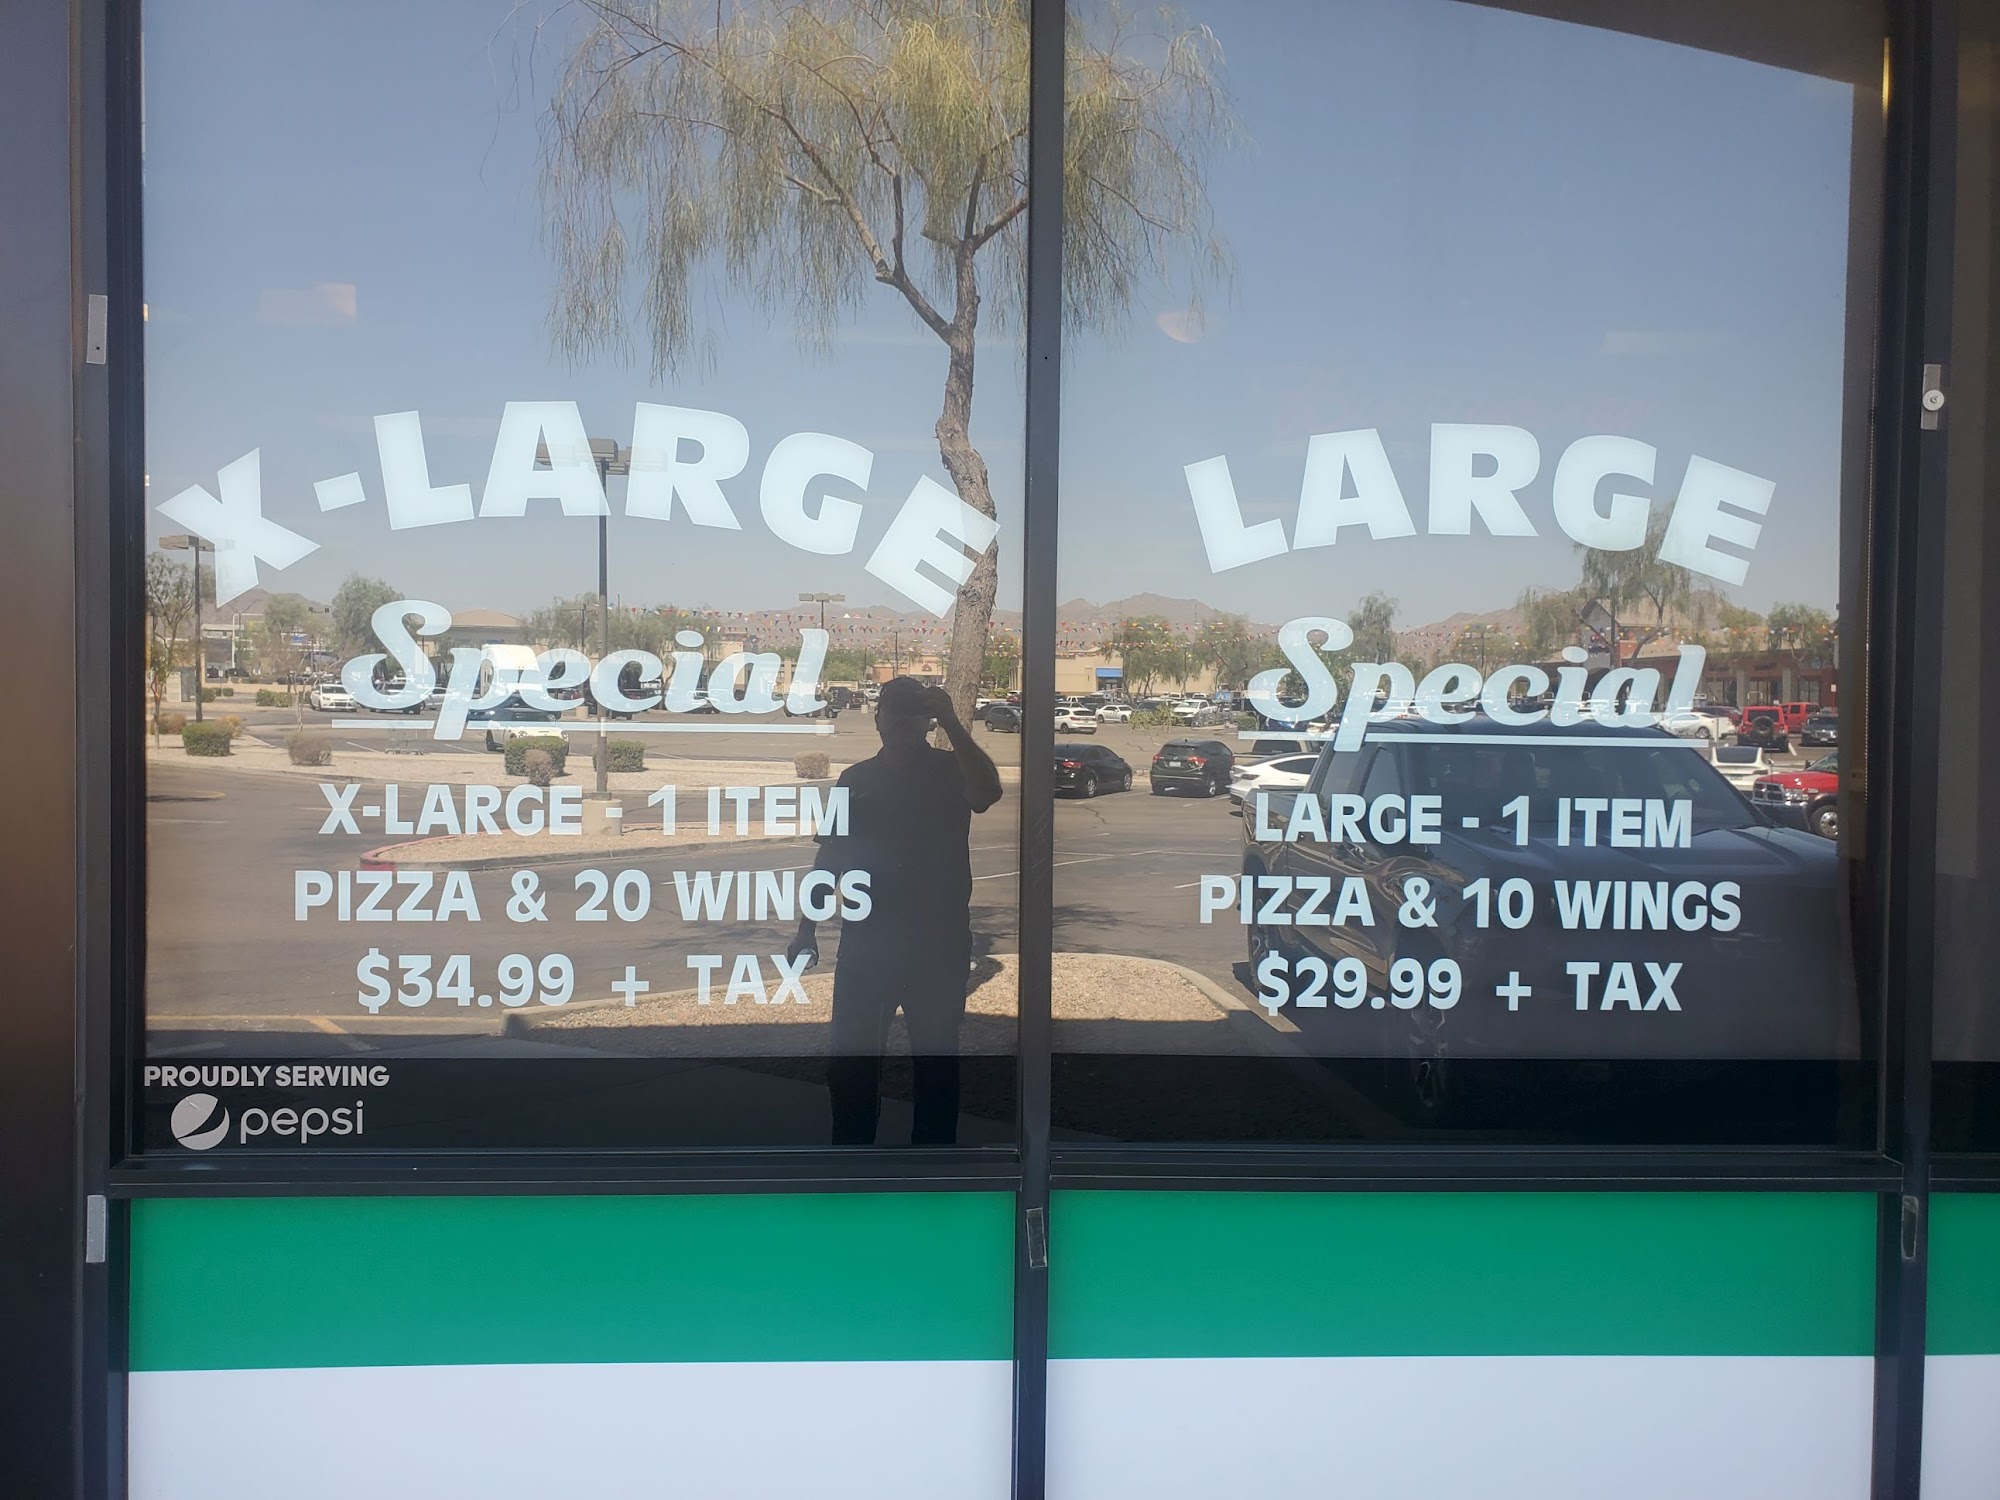 X-LARGE
Special
X-LARGE - 1 ITEM
PIZZA & 20 WINGS
$34.99 + TAX
PROUDLY SERVING
pepsi
LARGE
Special
LARGE - 1 ITEM
PIZZA & 10 WINGS
$29.99 + TAX